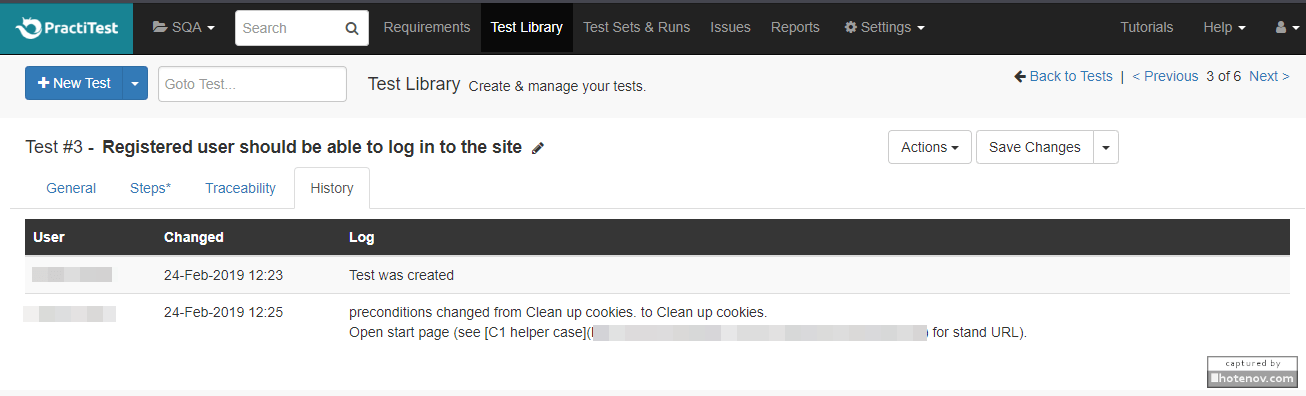 PractiTest SQA Search Requirements Test Library Test Sets & Runs Issues Reports Settings Tutorials Help
+ New Test Goto Test... Test Library Create & manage your tests. Back to Tests | < Previous 3 of 6 Next >
Test #3 - Registered user should be able to log in to the site Actions Save Changes
General Steps* Traceability History
User Changed Log
24-Feb-2019 12:23 Test was created
24-Feb-2019 12:25 preconditions changed from Clean up cookies. to Clean up cookies.
Open start page (see [C1 helper case]( ) for stand URL).
captured by
hotenov.com